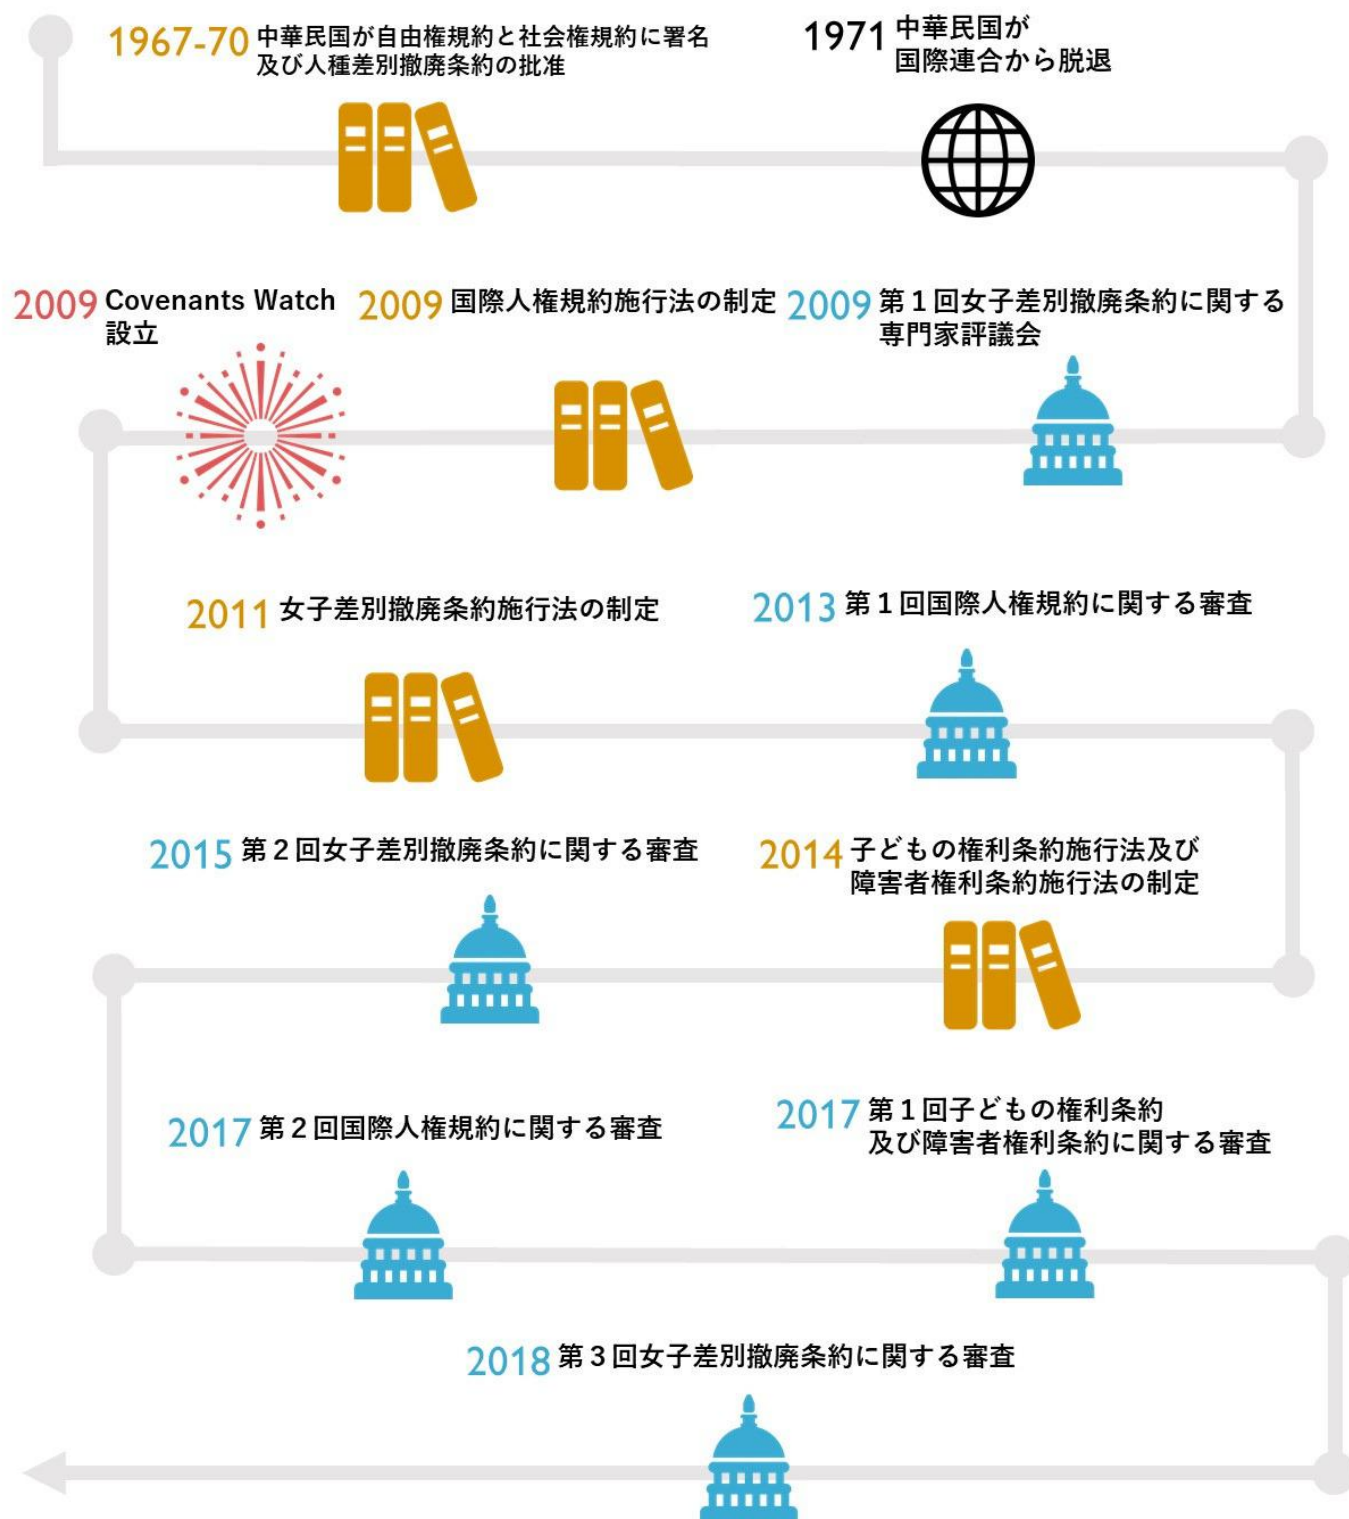 1967-70 中華民国が自由権規約と社会権規約に署名
及び人種差別撤廃条約の批准
1971 中華民国が
国際連合から脱退
2009 Covenants Watch
設立
2009 国際人権規約施行法の制定
2009 第1回女子差別撤廃条約に関する
専門家評議会
2011 女子差別撤廃条約施行法の制定
2013 第1回国際人権規約に関する審査
2015 第2回女子差別撤廃条約に関する審査
2014 子どもの権利条約施行法及び
障害者権利条約施行法の制定
2017 第2回国際人権規約に関する審査
2017 第1回子どもの権利条約
及び障害者権利条約に関する審査
2018 第3回女子差別撤廃条約に関する審査